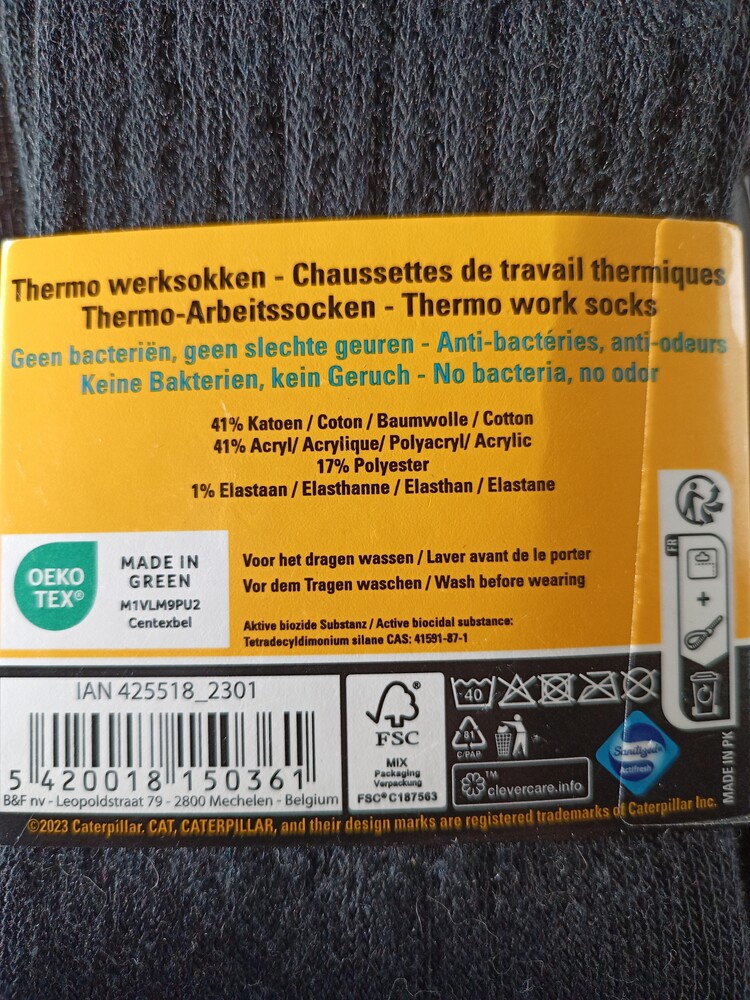 Thermo werksokken - Chaussettes de travail thermiques
Thermo-Arbeitssocken - Thermo work socks
Geen bacteriën, geen slechte geuren - Anti-bactéries, anti-odeurs
Keine Bakterien, kein Geruch - No bacteria, no odor
41% Katoen / Coton / Baumwolle / Cotton
41% Acryl/ Acrylique/ Polyacryl/ Acrylic
17% Polyester
1% Elastaan / Elasthanne / Elasthan / Elastane
OEKO
TEX®
MADE IN
GREEN
M1VLM9PU2
Centexbel
Voor het dragen wassen / Laver avant de le porter
Vor dem Tragen waschen / Wash before wearing
Aktive biozide Substanz / Active biocidal substance:
Tetradecyldimonium silane CAS: 41591-87-1
FR
+
IAN 425518_2301
5 420018 150361
B&F nv - Leopoldstraat 79 - 2800 Mechelen - Belgium
®
FSC
MIX
Packaging
Verpackung
FSC® C187563
40
81
C/PAP
™
clevercare.info
Sanitized®
Actifresh
MADE IN PK
©2023 Caterpillar. CAT, CATERPILLAR, and their design marks are registered trademarks of Caterpillar Inc.